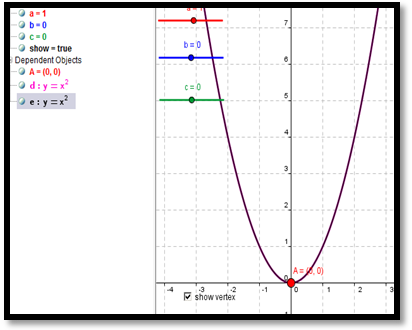 a = 1
b = 0
c = 0
show = true
Dependent Objects
A = (0, 0)
d : y = x²
e : y = x²
b = 0
c = 0
7
6
5
4
3
2
1
0
A = (0, 0)
-4 -3 -2 -1 0 1 2 3
show vertex